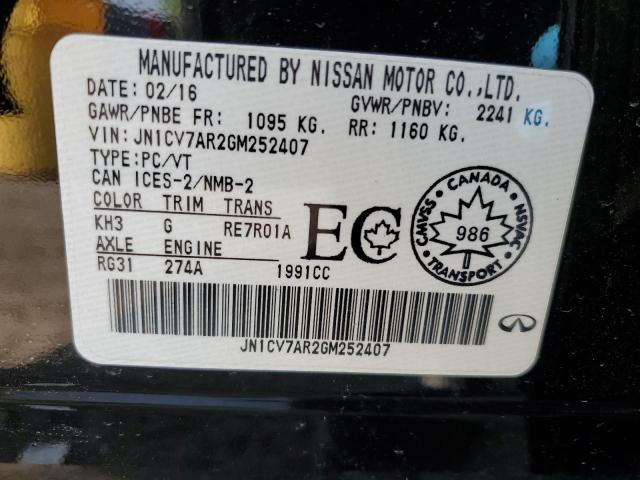 MANUFACTURED BY NISSAN MOTOR CO.,LTD.
DATE: 02/16 GVWR/PNBV: 2241 KG.
GAWR/PNBE FR: 1095 KG. RR: 1160 KG.
VIN: JN1CV7AR2GM252407
TYPE: PC/VT
CAN ICES-2/NMB-2
COLOR TRIM TRANS
KH3 G RE7R01A
AXLE ENGINE
RG31 274A 1991CC
EC
CANADA
CMVSS
NSVAC
986
TRANSPORT
JN1CV7AR2GM252407